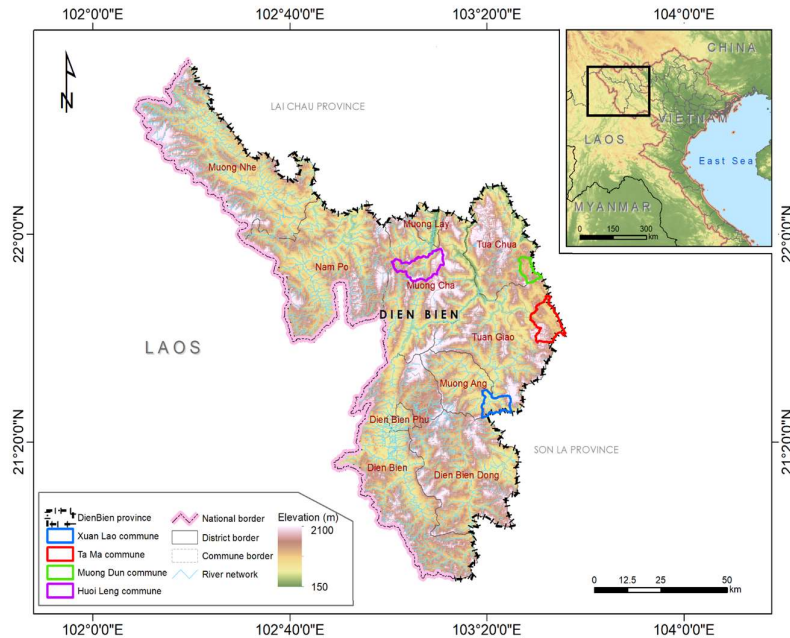 102°0'0"E
102°40'0"E
103°20'0"E
104°0'0"E
N
LAI CHAU PROVINCE
CHINA
VIETNAM
LAOS
East Sea
MYANMAR
0 150 300
km
22°0'0"N
22°0'0"N
Muong Nhe
Muong Lay
Tua Chua
Nam Po
Muong Cha
DIEN BIEN
LAOS
Tuan Giao
Muong Ang
Dien Bien Phu
21°20'0"N
21°20'0"N
SON LA PROVINCE
Dien Bien
Dien Bien Dong
DienBien province
Xuan Lao commune
Ta Ma commune
Muong Dun commune
Huoi Leng commune
National border
District border
Commune border
River network
Elevation (m)
2100
150
0 12.5 25 50
km
102°0'0"E
102°40'0"E
103°20'0"E
104°0'0"E